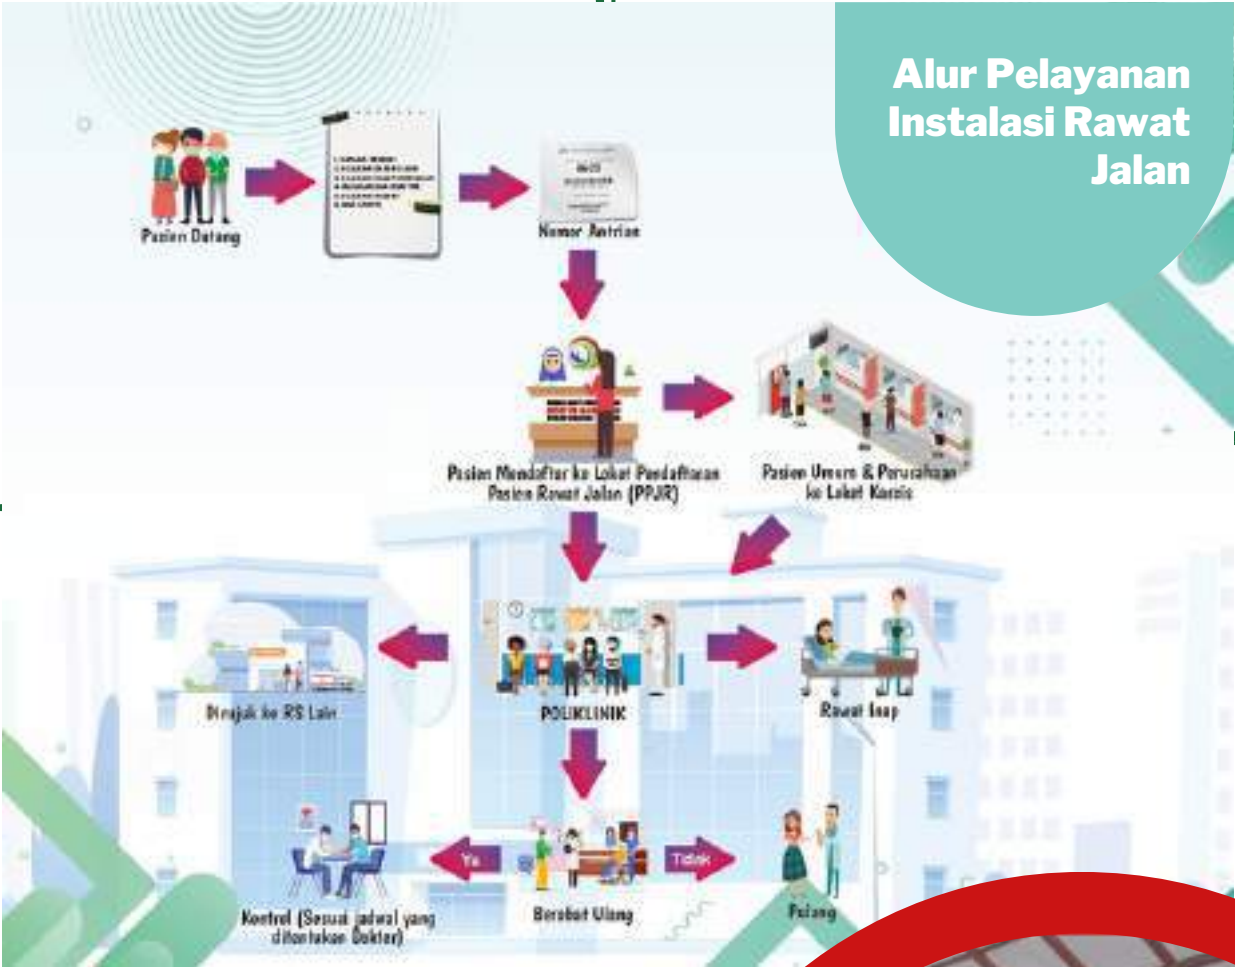 Alur Pelayanan
Instalasi Rawat
Jalan
Pasien Datang
Nomor Antrian
Pasien Mendaftar ke Loket Pendaftaran
Pasien Rawat Jalan (PPJR)
Pasien Umum & Perusahaan
ke Loket Karcis
Dirujuk ke RS Lain
POLIKLINIK
Rawat Inap
Ya
Tidak
Kontrol (Sesuai jadwal yang
ditentukan Dokter)
Berobat Ulang
Pulang